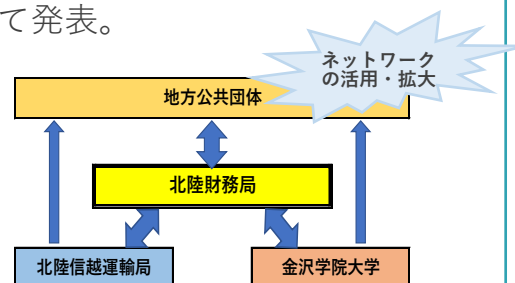 て発表。
ネットワーク
の活用・拡大
地方公共団体
北陸財務局
北陸信越運輸局
金沢学院大学